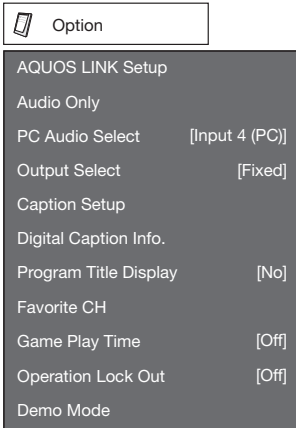 Option
AQUOS LINK Setup
Audio Only
PC Audio Select [Input 4 (PC)]
Output Select [Fixed]
Caption Setup
Digital Caption Info.
Program Title Display [No]
Favorite CH
Game Play Time [Off]
Operation Lock Out [Off]
Demo Mode